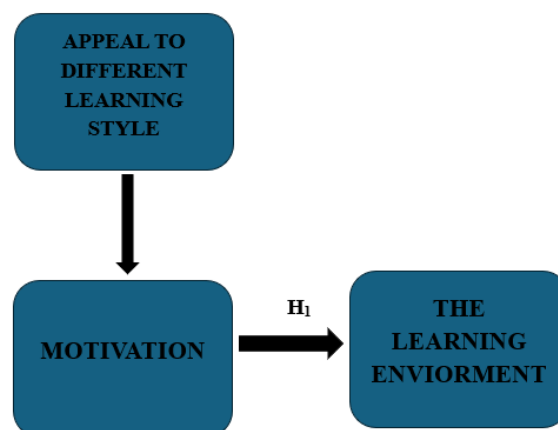 APPEAL TO
DIFFERENT
LEARNING
STYLE
MOTIVATION
H₁
THE
LEARNING
ENVIORMENT